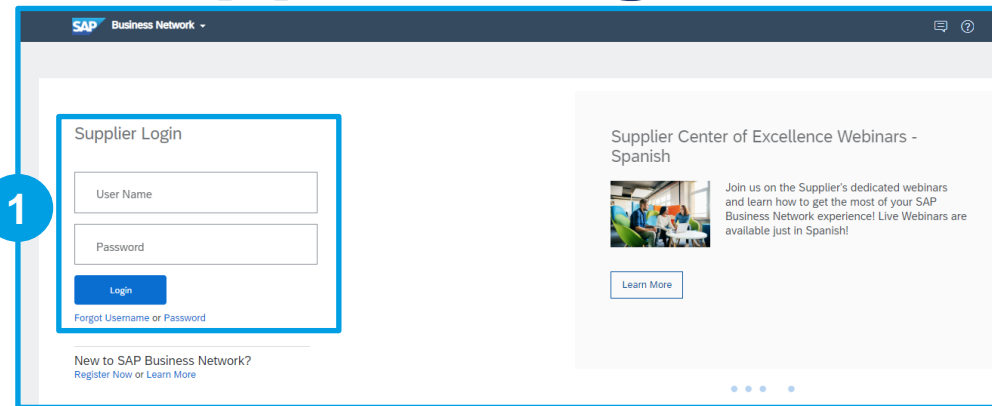 SAP Business Network
Supplier Login
User Name
Password
Login
Forgot Username or Password
New to SAP Business Network?
Register Now or Learn More
1
Supplier Center of Excellence Webinars -
Spanish
Join us on the Supplier's dedicated webinars
and learn how to get the most of your SAP
Business Network experience! Live Webinars are
available just in Spanish!
Learn More